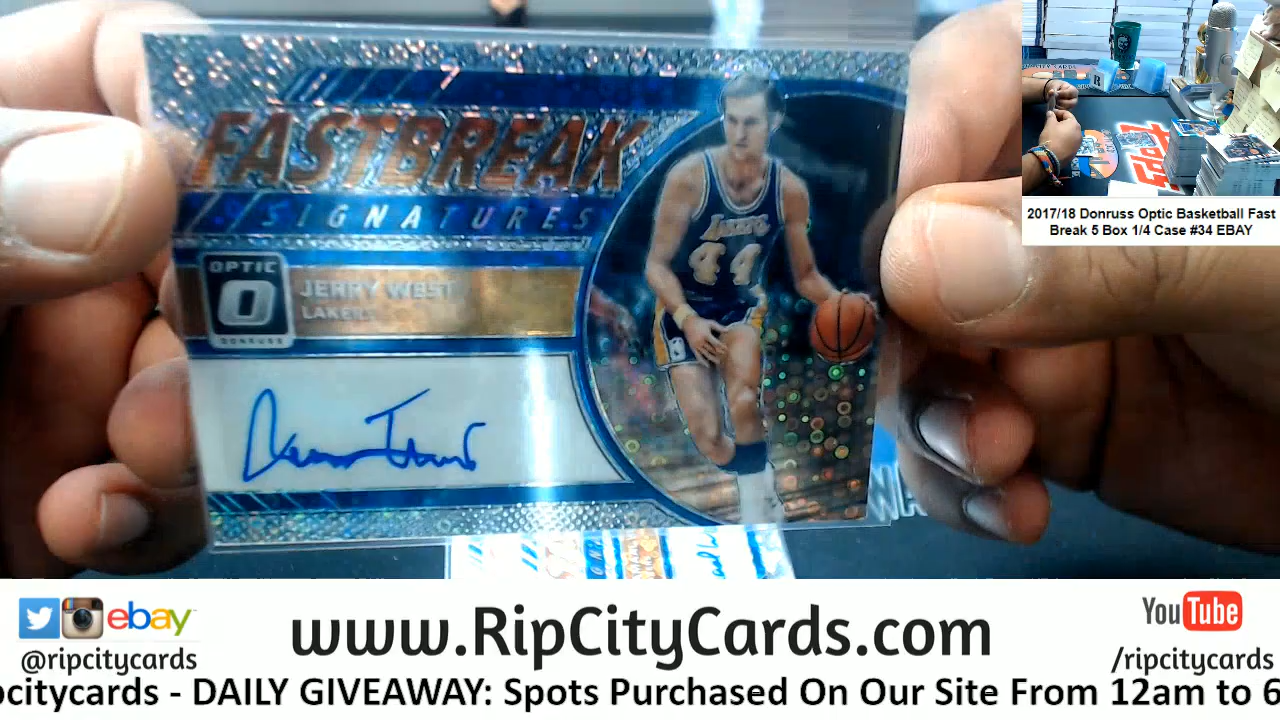 FASTBREAK
SIGNATURES
OPTIC
DONRUSS
JERRY WEST
LAKERS
LAKERS
44
2017/18 Donruss Optic Basketball Fast
Break 5 Box 1/4 Case #34 EBAY
ebay
@ripcitycards
www.RipCityCards.com
YouTube
/ripcitycards
pcitycards - DAILY GIVEAWAY: Spots Purchased On Our Site From 12am to 6